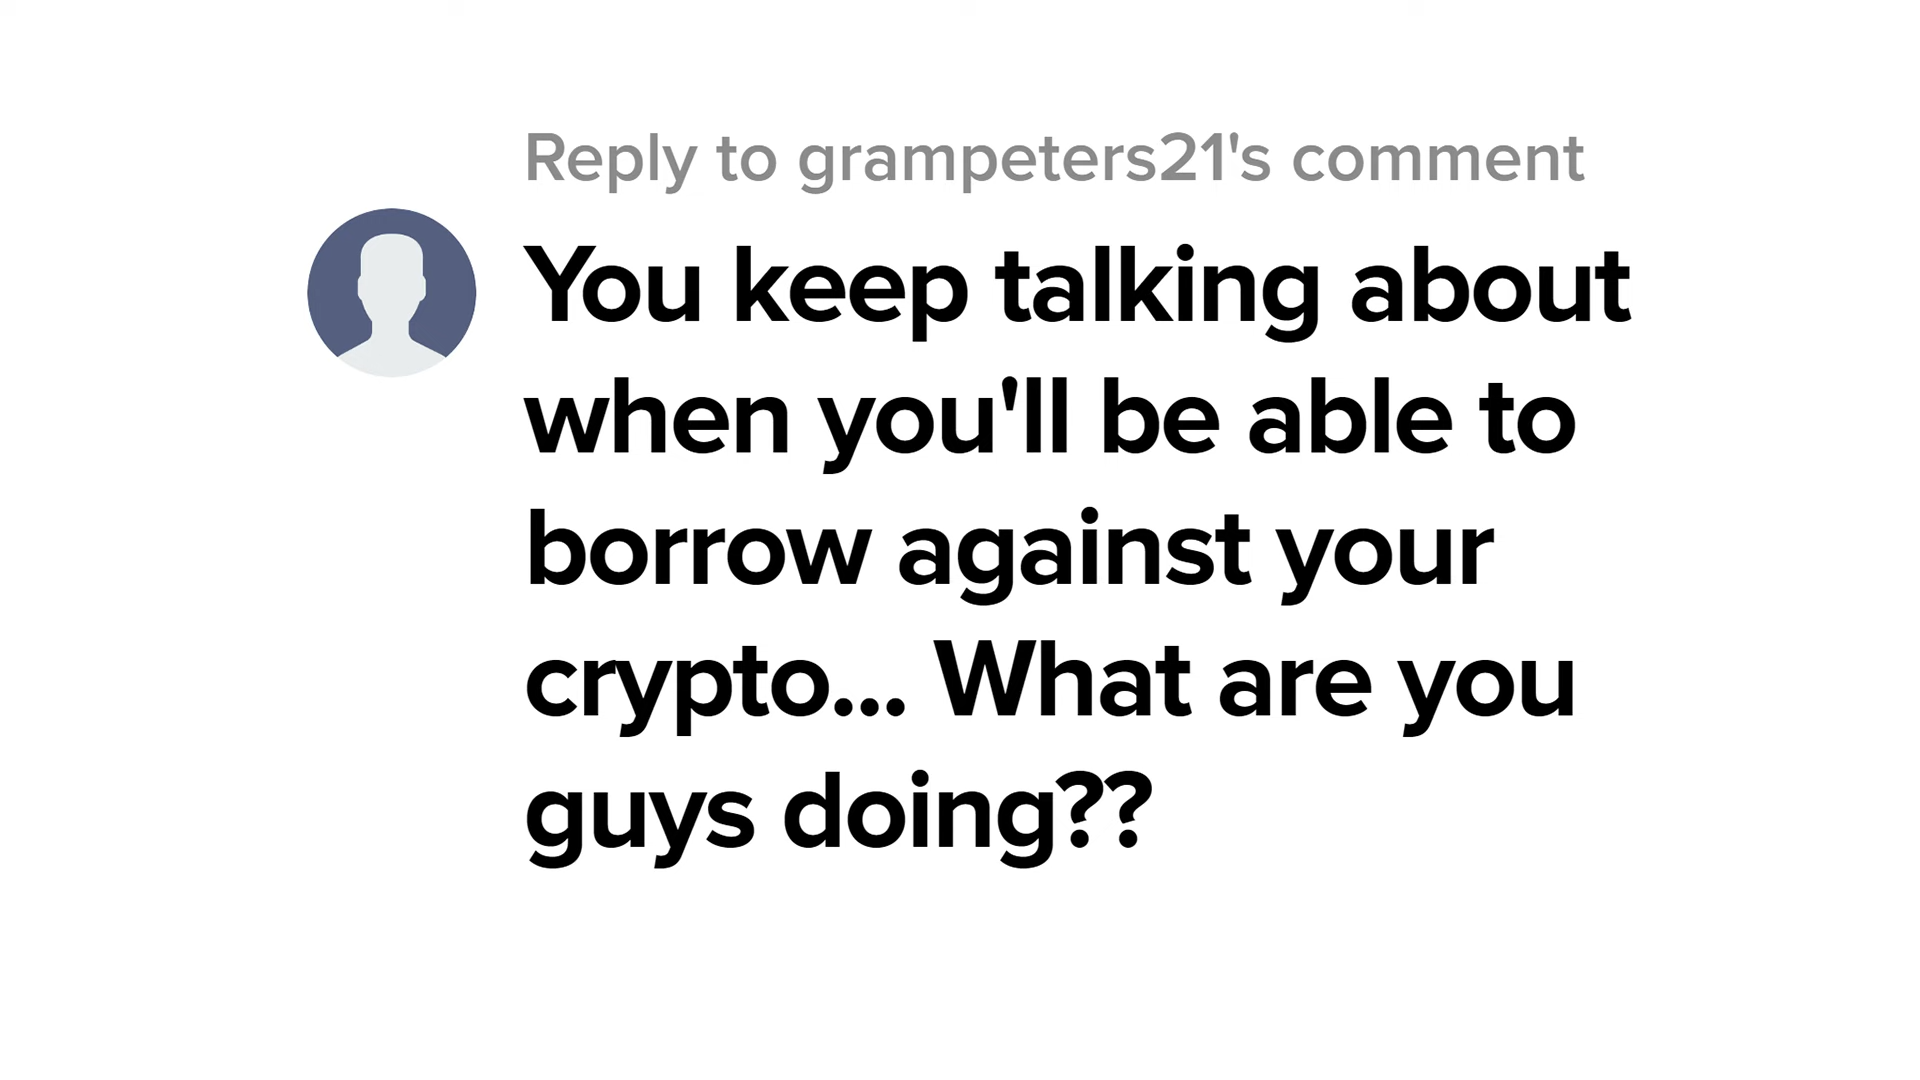 Reply to grampeters21's comment
You keep talking about
when you'll be able to
borrow against your
crypto... What are you
guys doing??